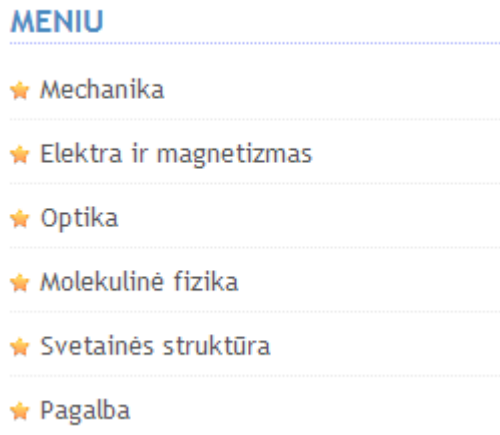 MENIU
Mechanika
Elektra ir magnetizmas
Optika
Molekulinė fizika
Svetainės struktūra
Pagalba